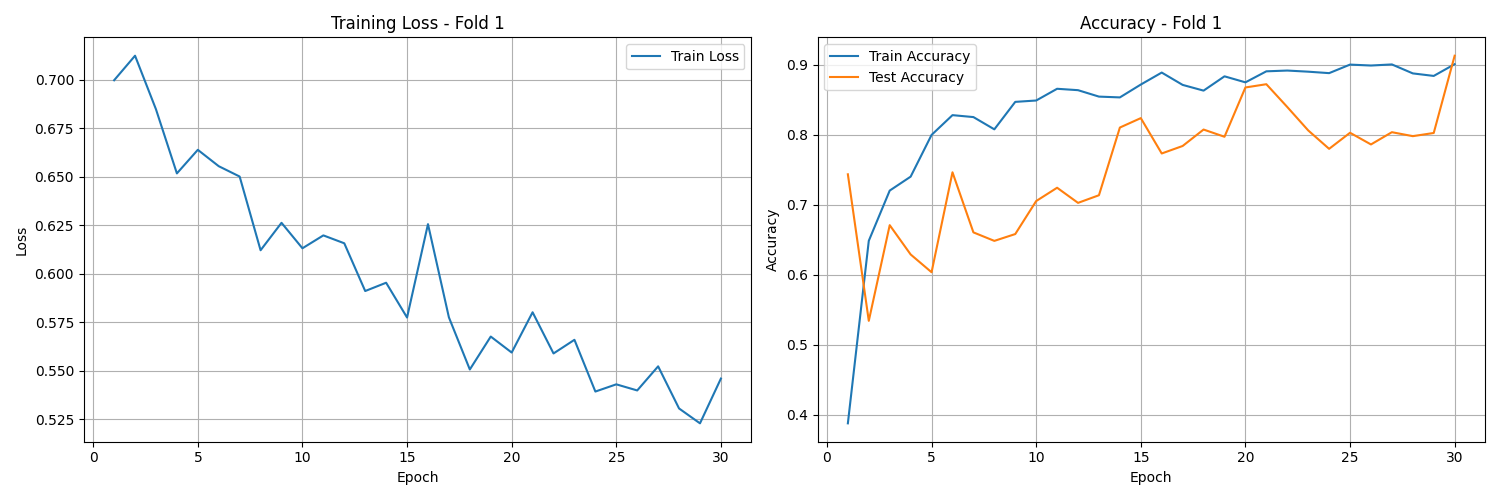 Training Loss - Fold 1
Train Loss
0.700
0.675
0.650
0.625
0.600
0.575
0.550
0.525
Loss
0 5 10 15 20 25 30
Epoch
Accuracy - Fold 1
Train Accuracy
Test Accuracy
0.9
0.8
0.7
0.6
0.5
0.4
Accuracy
0 5 10 15 20 25 30
Epoch